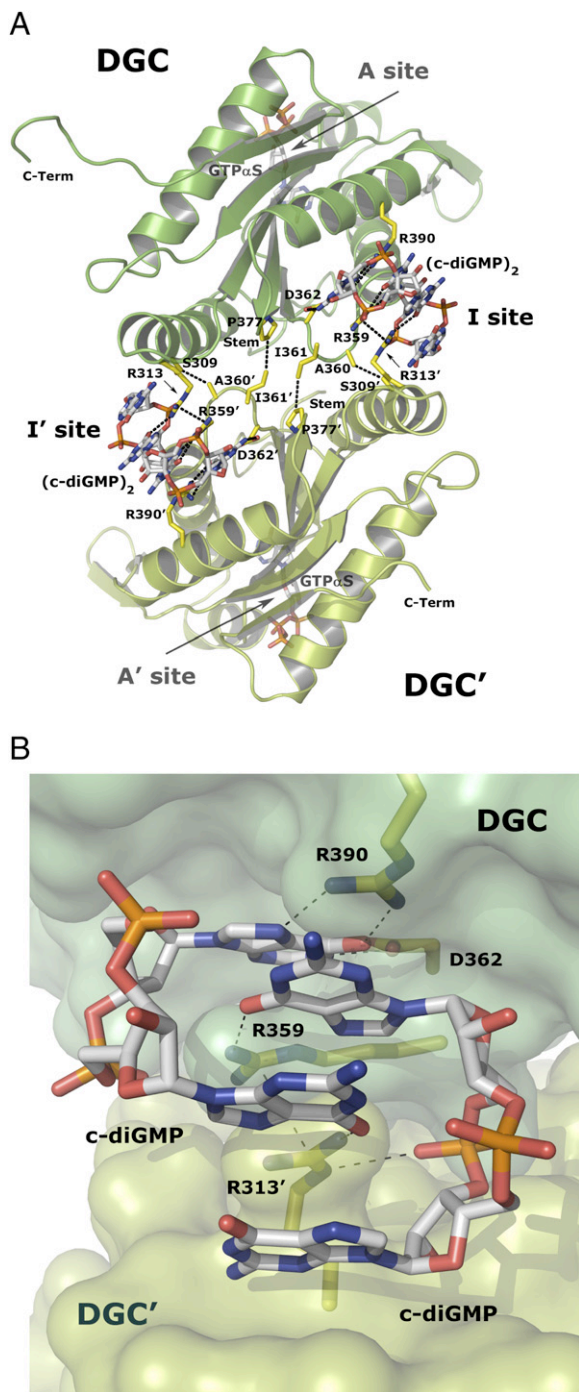 A
DGC
A site
C-Term
GTPαS
R390
(c-diGMP)2
D362
P377
Stem
R359
I site
I361
R313
S309
A360'
A360
S309'
R313'
I361'
I' site
R359'
Stem
D362'
P377'
(c-diGMP)2
R390'
GTPαS
C-Term
A' site
DGC'
B
DGC
R390
D362
R359
c-diGMP
R313'
DGC'
c-diGMP